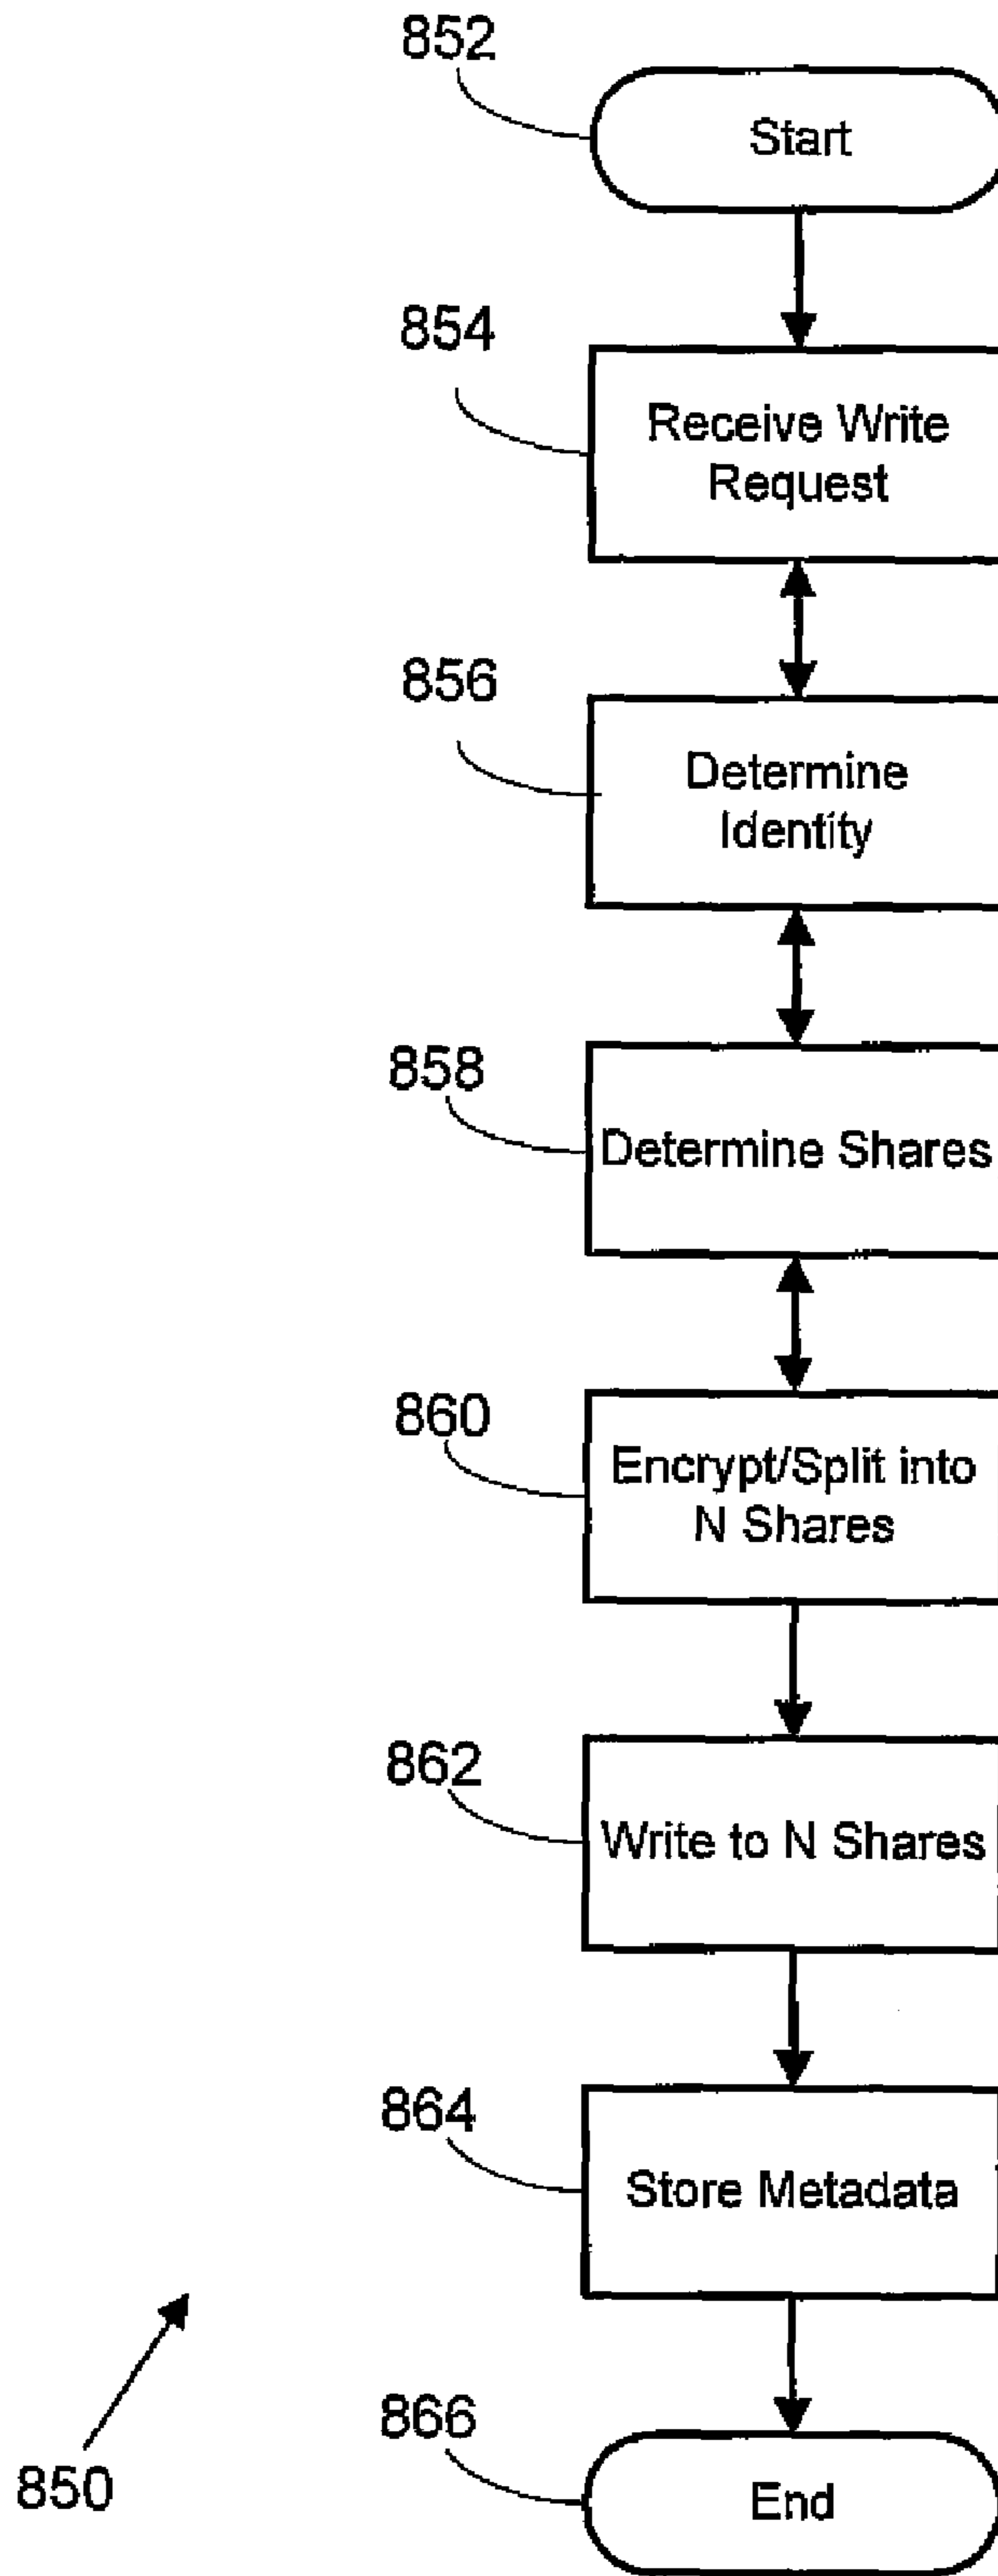 852
Start
854
Receive Write
Request
856
Determine
Identity
858
Determine Shares
860
Encrypt/Split into
N Shares
862
Write to N Shares
864
Store Metadata
866
End
850